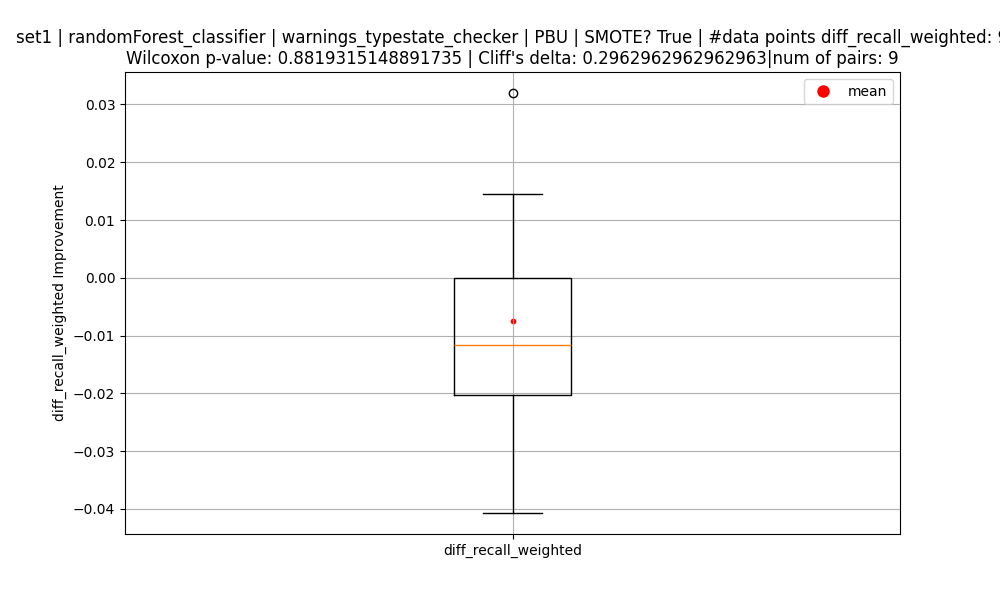 set1 | randomForest_classifier | warnings_typestate_checker | PBU | SMOTE? True | #data points diff_recall_weighted:
Wilcoxon p-value: 0.8819315148891735 | Cliff's delta: 0.2962962962962963|num of pairs: 9
mean
0.03
0.02
0.01
0.00
−0.01
−0.02
−0.03
−0.04
diff_recall_weighted Improvement
diff_recall_weighted